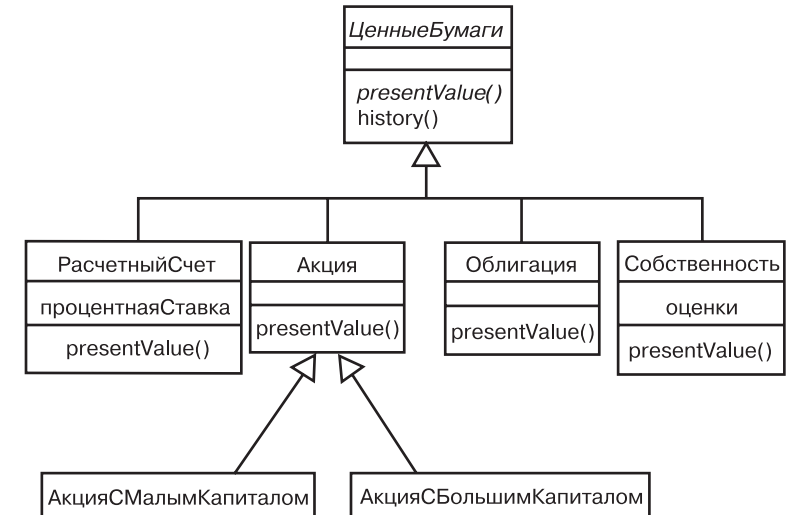 ЦенныеБумаги
presentValue()
history()
РасчетныйСчет
процентнаяСтавка
presentValue()
Акция
presentValue()
Облигация
presentValue()
Собственность
оценки
presentValue()
АкцияСМалымКапиталом
АкцияСБольшимКапиталом